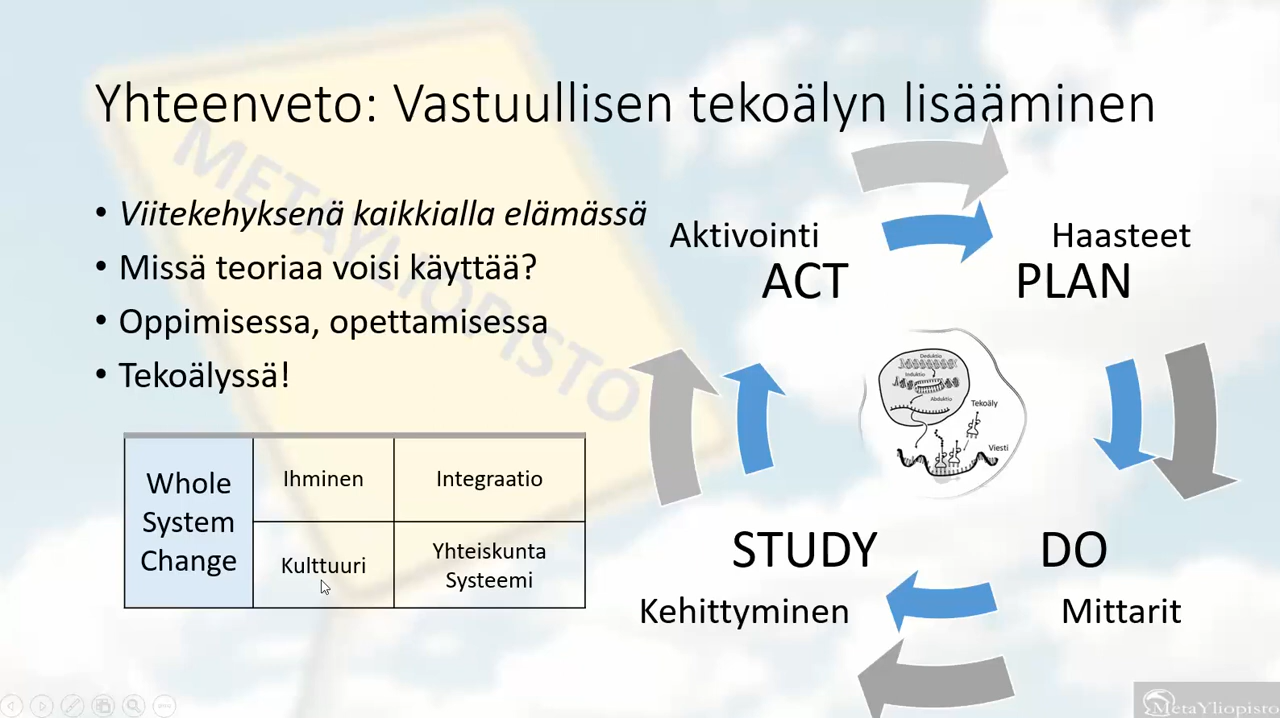 Yhteenveto: Vastuullisen tekoälyn lisääminen
METAYLIOPISTO
• Viitekehyksenä kaikkialla elämässä
• Missä teoriaa voisi käyttää?
• Oppimisessa, opettamisessa
• Tekoälyssä!
Whole
System
Change
Ihminen
Integraatio
Kulttuuri
Yhteiskunta
Systeemi
Aktivointi
ACT
Haasteet
PLAN
Deduktio
Induktio
Abduktio
Tekoäly
Viesti
STUDY
Kehittyminen
DO
Mittarit
MetaYliopisto